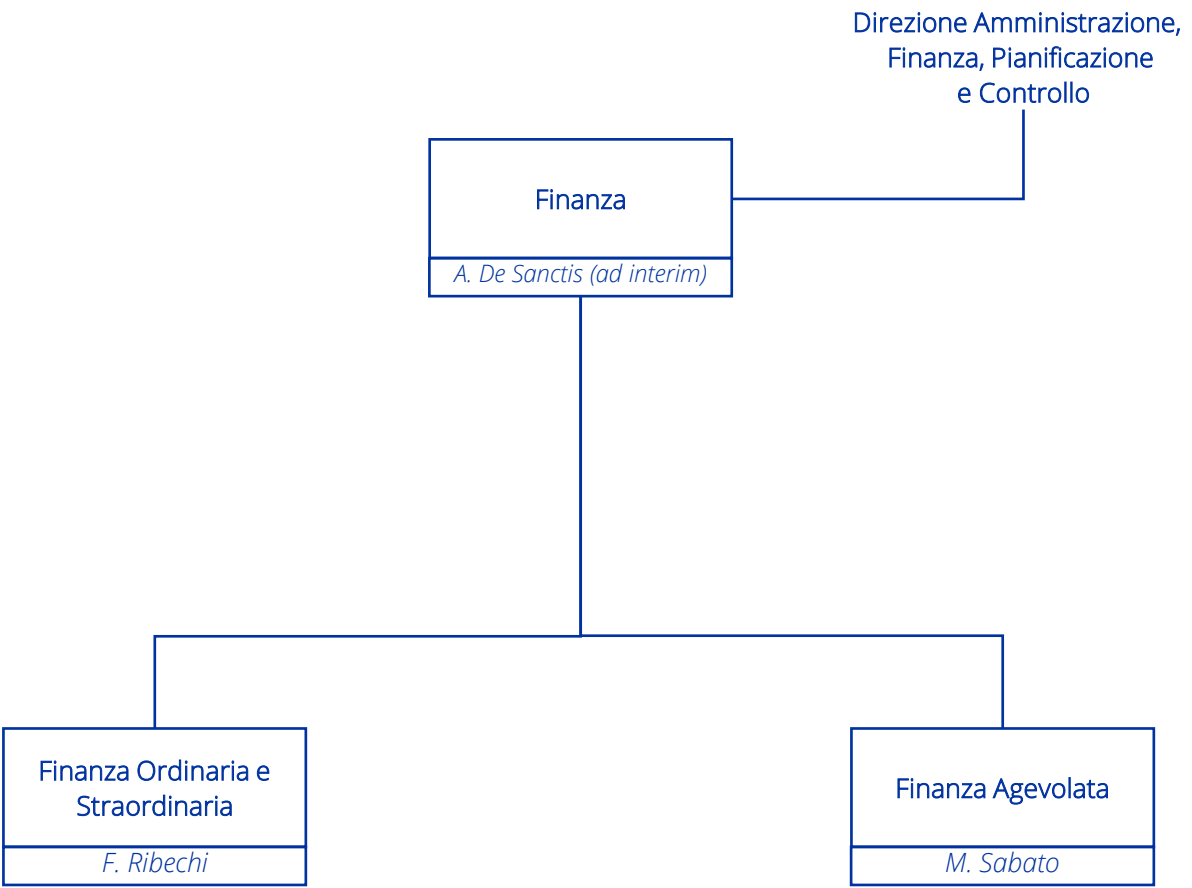 Direzione Amministrazione,
Finanza, Pianificazione
e Controllo
Finanza
A. De Sanctis (ad interim)
Finanza Ordinaria e
Straordinaria
F. Ribechi
Finanza Agevolata
M. Sabato